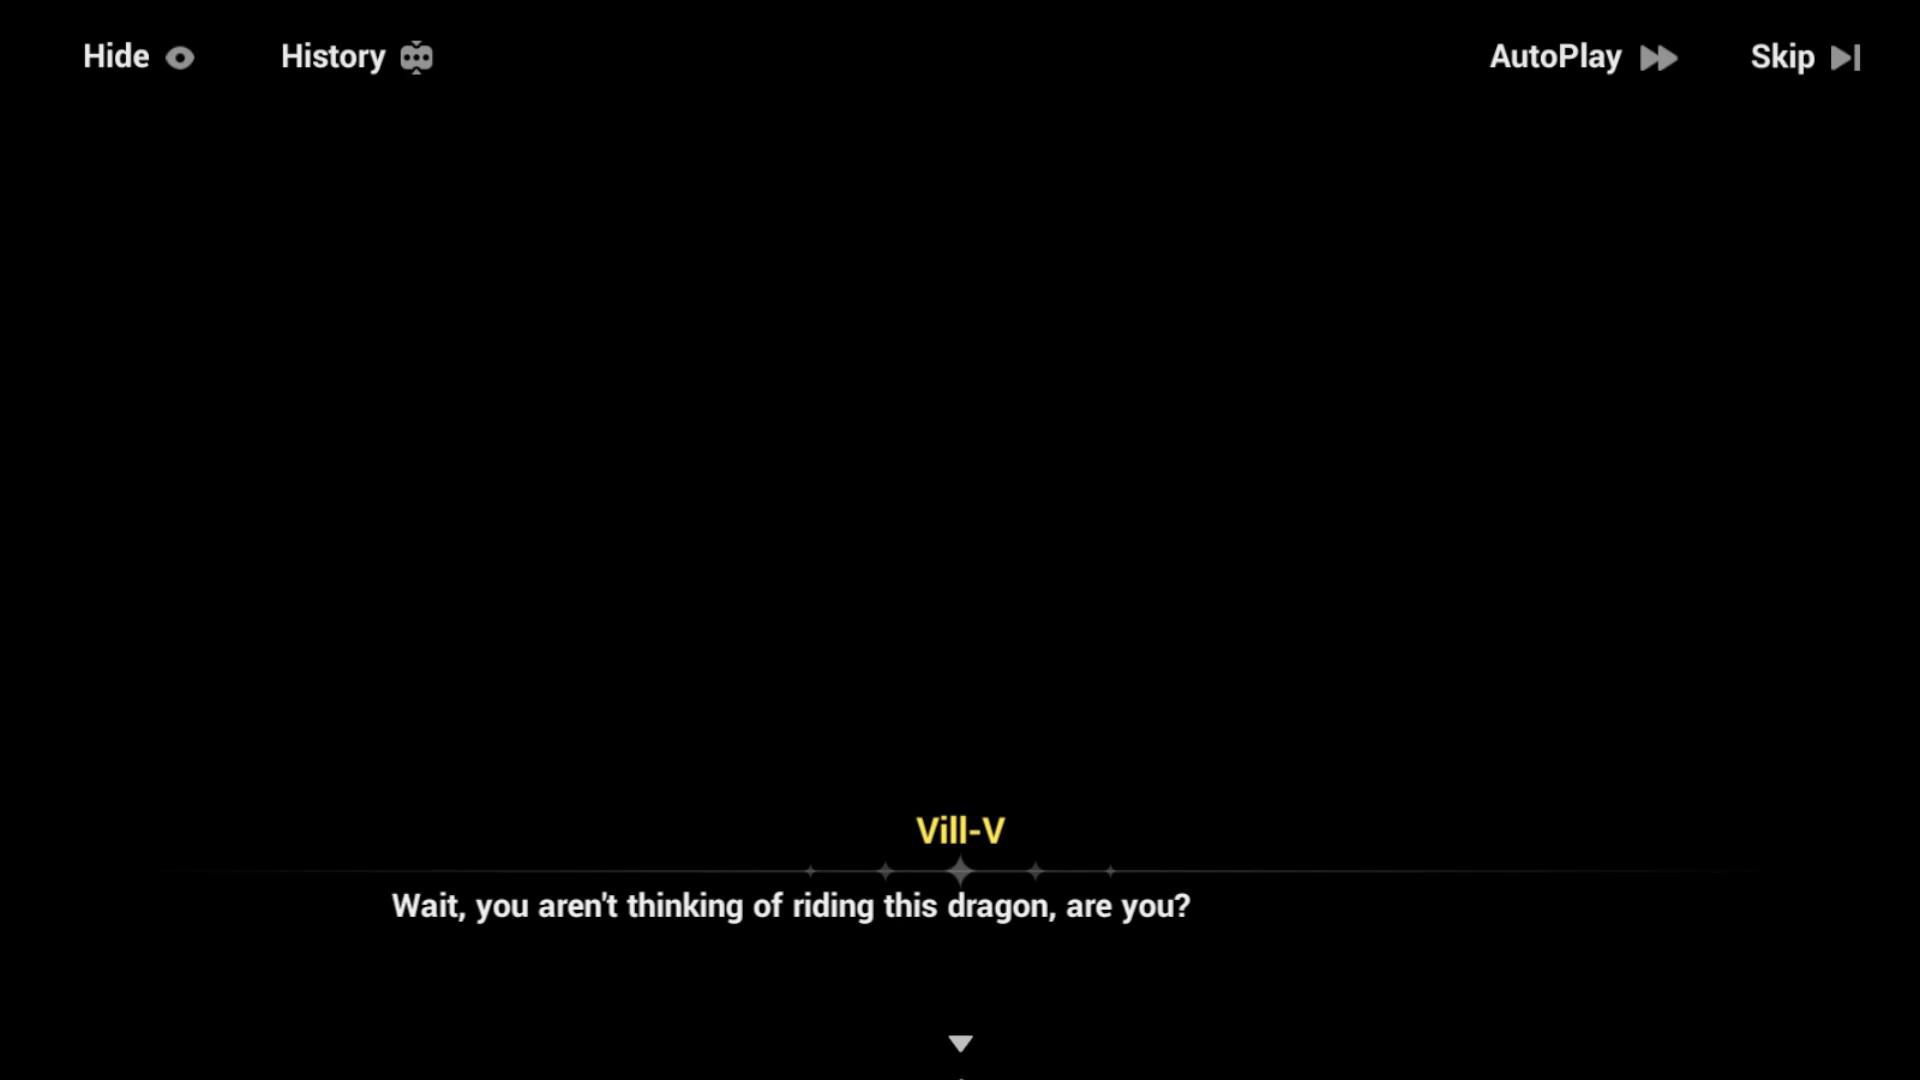 Hide
History
AutoPlay
Skip
Vill-V
Wait, you aren't thinking of riding this dragon, are you?